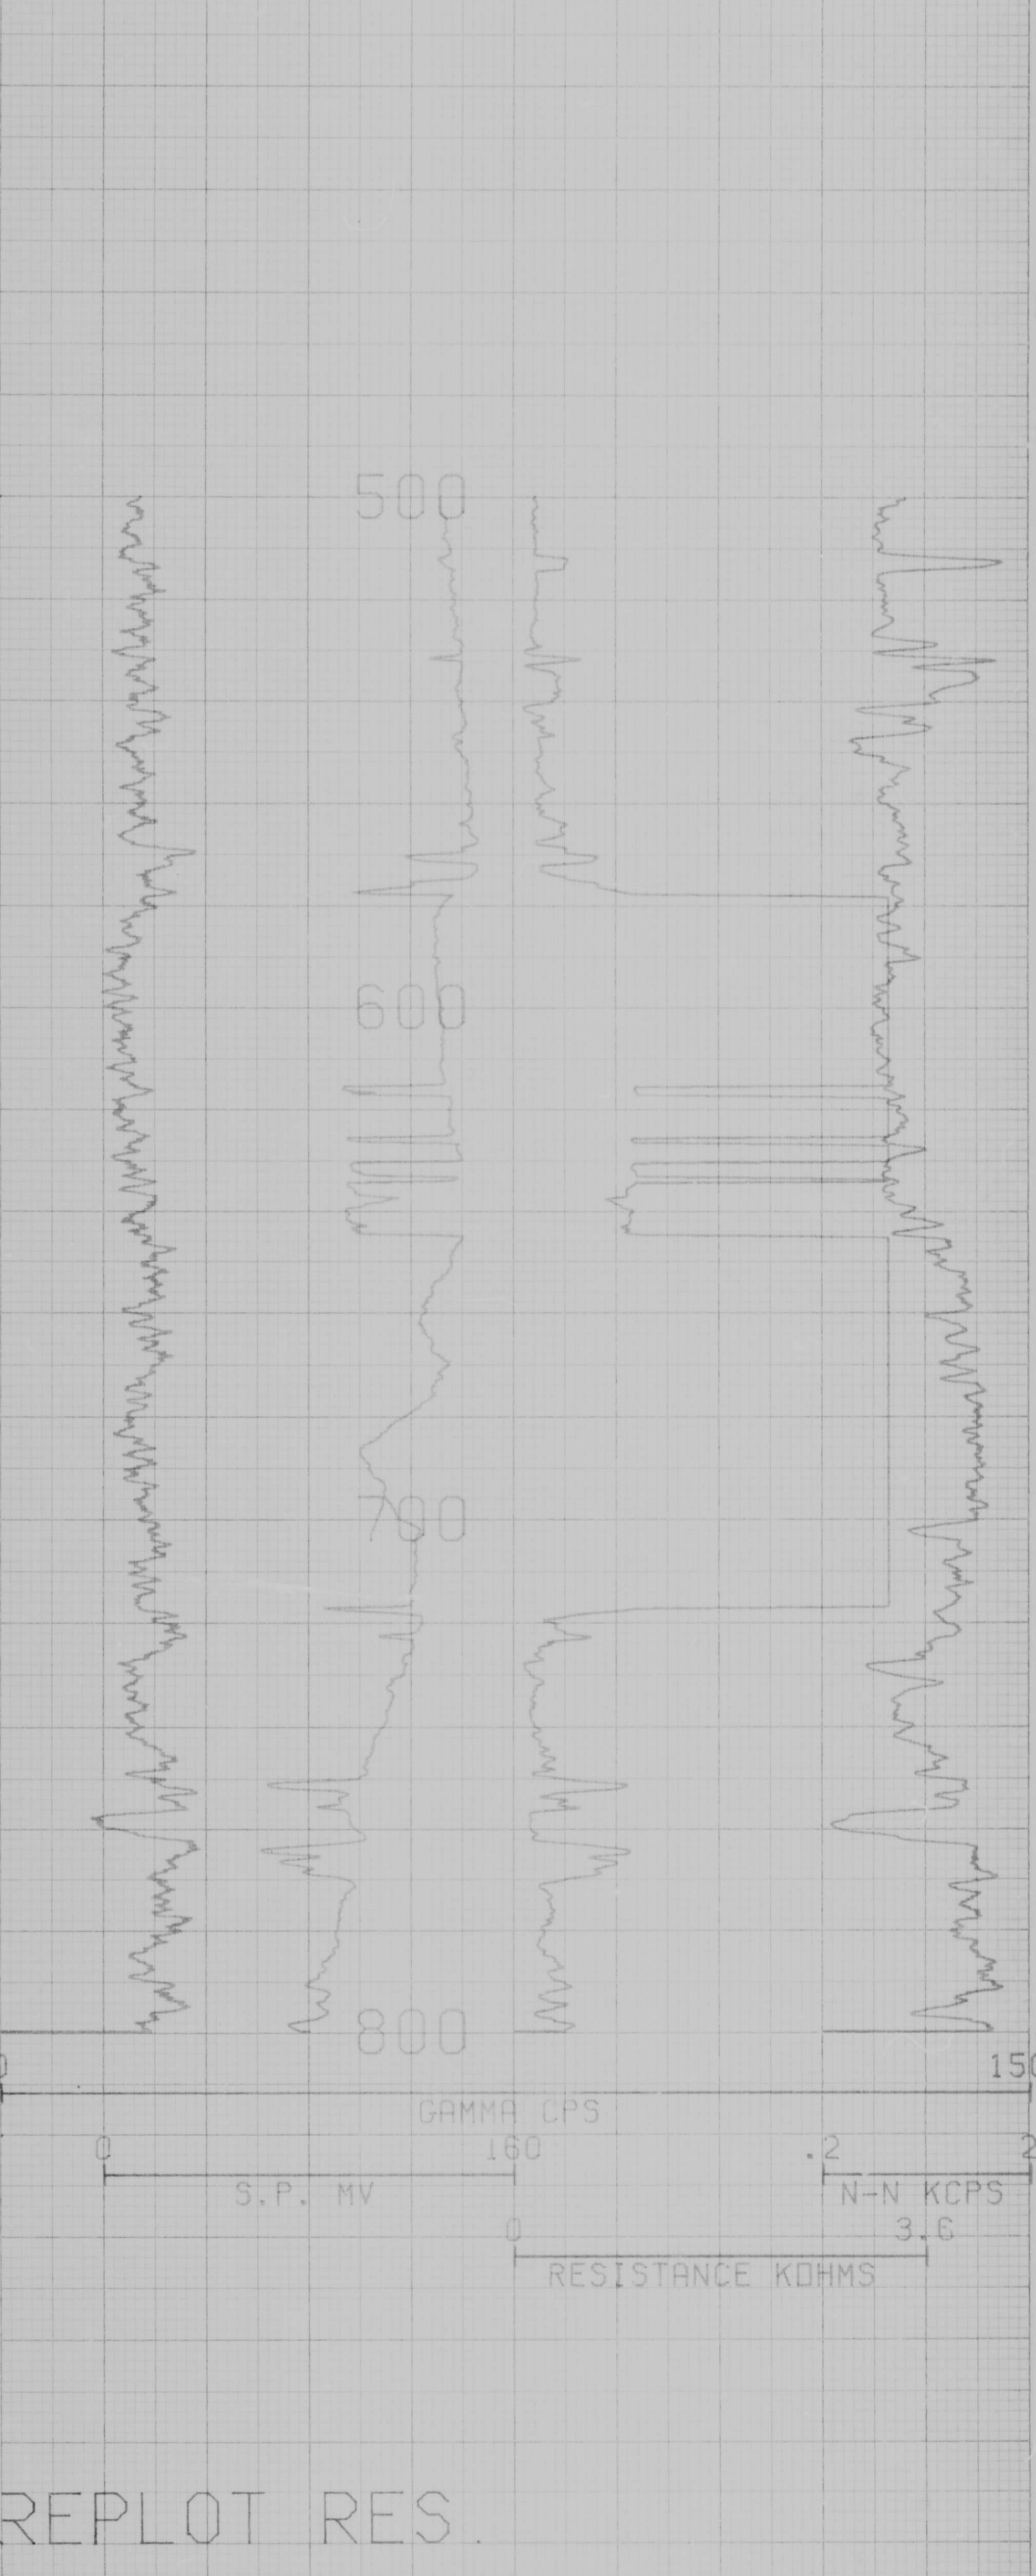 500
600
700
800
0 150
GAMMA CPS
0 160 .2 2
S.P. MV N-N KCPS
0 3.6
RESISTANCE KOHMS
REPLOT RES.